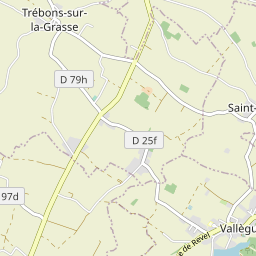 Trébons-sur-
la-Grasse
D 79h
Saint-
D 25f
97d
Vallègu
e de Revel